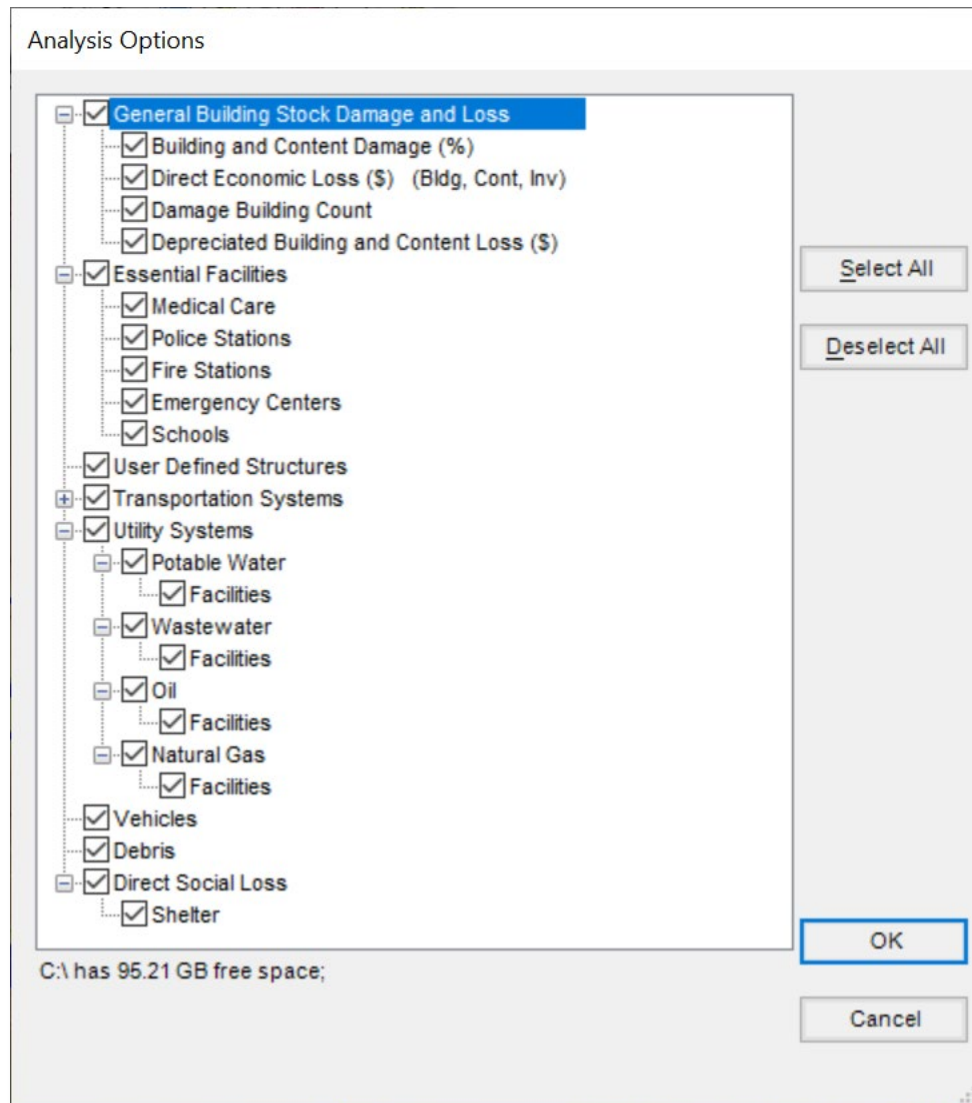 Analysis Options
General Building Stock Damage and Loss
Building and Content Damage (%)
Direct Economic Loss ($) (Bldg, Cont, Inv)
Damage Building Count
Depreciated Building and Content Loss ($)
Essential Facilities
Medical Care
Police Stations
Fire Stations
Emergency Centers
Schools
User Defined Structures
Transportation Systems
Utility Systems
Potable Water
Facilities
Wastewater
Facilities
Oil
Facilities
Natural Gas
Facilities
Vehicles
Debris
Direct Social Loss
Shelter
C:\ has 95.21 GB free space;
Select All
Deselect All
OK
Cancel